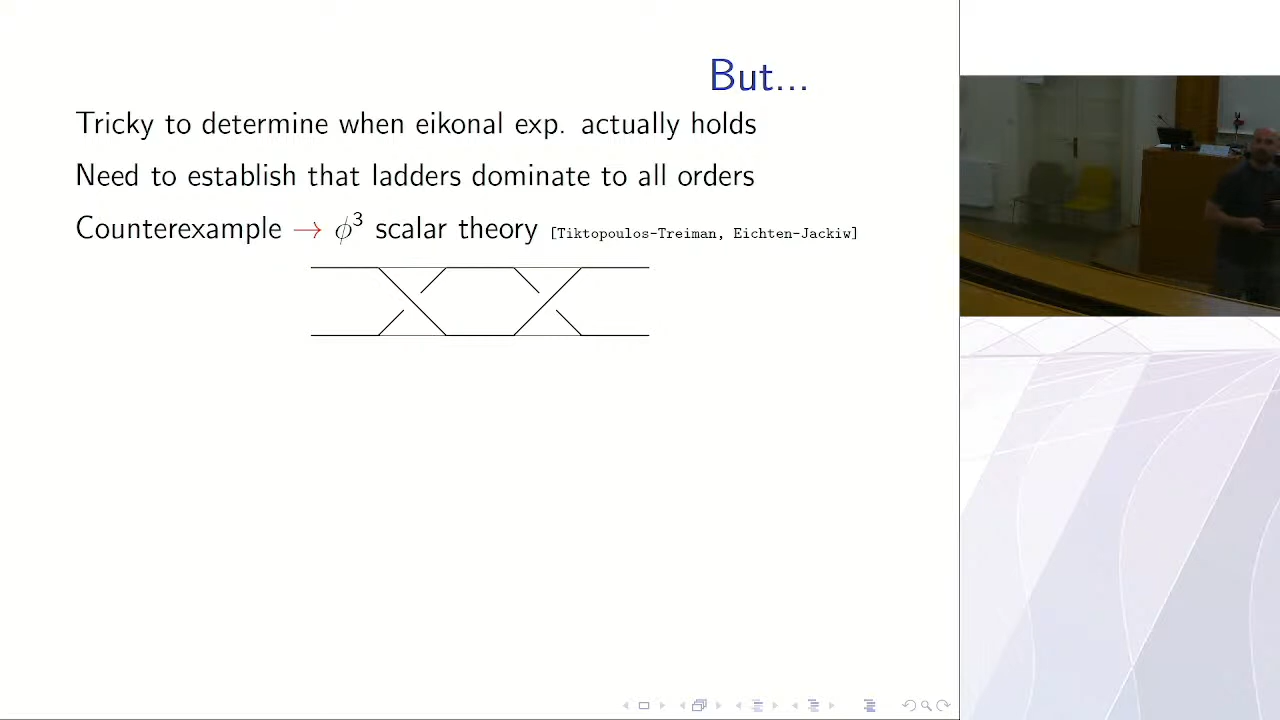 But...
Tricky to determine when eikonal exp. actually holds
Need to establish that ladders dominate to all orders
Counterexample → ϕ³ scalar theory [Tiktopoulos-Treiman, Eichten-Jackiw]